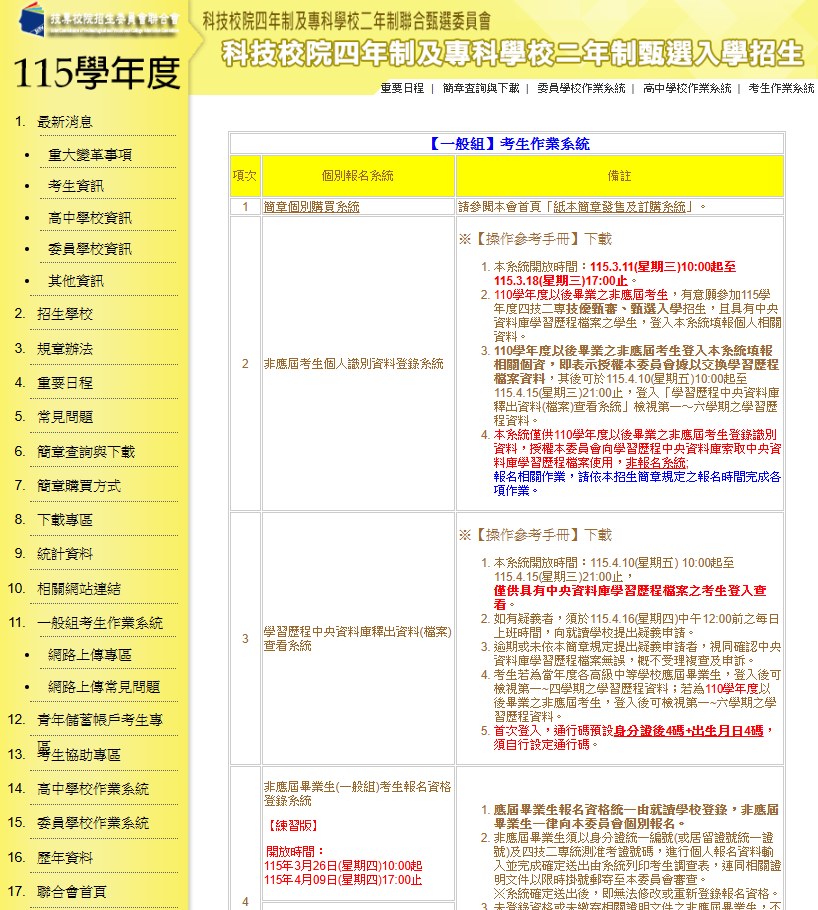 技專校院招生委員會聯合會
115學年度
科技校院四年制及專科學校二年制聯合甄選委員會
科技校院四年制及專科學校二年制甄選入學招生
重要日程 | 簡章查詢與下載 | 委員學校作業系統 | 高中學校作業系統 | 考生作業系統
1. 最新消息
• 重大變革事項
• 考生資訊
• 高中學校資訊
• 委員學校資訊
• 其他資訊
2. 招生學校
3. 規章辦法
4. 重要日程
5. 常見問題
6. 簡章查詢與下載
7. 簡章購買方式
8. 下載專區
9. 統計資料
10. 相關網站連結
11. 一般組考生作業系統
• 網路上傳專區
• 網路上傳常見問題
12. 青年儲蓄帳戶考生專
區
13. 考生協助專區
14. 高中學校作業系統
15. 委員學校作業系統
16. 歷年資料
17. 聯合會首頁
【一般組】考生作業系統
項次 個別報名系統 備註
1 簡章個別購買系統 請參閱本會首頁「紙本簡章發售及訂購系統」。
2 非應屆考生個人識別資料登錄系統
※【操作參考手冊】下載
1. 本系統開放時間：115.3.11(星期三)10:00起至
115.3.18(星期三)17:00止。
2. 110學年度以後畢業之非應屆考生，有意願參加115學
年度四技二專技優甄審、甄選入學招生，且具有中央
資料庫學習歷程檔案之學生，登入本系統填報個人相關
資料。
3. 110學年度以後畢業之非應屆考生登入本系統填報
相關個資，即表示授權本委員會據以交換學習歷程
檔案資料，其後可於115.4.10(星期五)10:00起至
115.4.15(星期三)21:00止，登入「學習歷程中央資料庫
釋出資料(檔案)查看系統」檢視第一～六學期之學習歷
程資料。
4. 本系統僅供110學年度以後畢業之非應屆考生登錄識別
資料，授權本委員會向學習歷程中央資料庫索取中央資
料庫學習歷程檔案使用，非報名系統;
報名相關作業，請依本招生簡章規定之報名時間完成各
項作業。
3 學習歷程中央資料庫釋出資料(檔案)
查看系統
※【操作參考手冊】下載
1. 本系統開放時間：115.4.10(星期五) 10:00起至
115.4.15(星期三)21:00止，
僅供具有中央資料庫學習歷程檔案之考生登入查
看。
2. 如有疑義者，須於115.4.16(星期四)中午12:00前之每日
上班時間，向就讀學校提出疑義申請。
3. 逾期或未依本簡章規定提出疑義申請者，視同確認中央
資料庫學習歷程檔案無誤，概不受理複查及申訴。
4. 考生若為當年度各高級中等學校應屆畢業生，登入後可
檢視第一~四學期之學習歷程資料；若為110學年度以
後畢業之非應屆考生，登入後可檢視第一~六學期之學
習歷程資料。
5. 首次登入，通行碼預設身分證後4碼+出生月日4碼，
須自行設定通行碼。
4 非應屆畢業生(一般組)考生報名資格
登錄系統
【練習版】
開放時間：
115年3月26日(星期四)10:00起
115年4月09日(星期四)17:00止
1. 應屆畢業生報名資格統一由就讀學校登錄，非應屆
畢業生一律向本委員會個別報名。
2. 非應屆畢業生須以身分證統一編號(或居留證號統一證
號)及四技二專統測准考證號碼，進行個人報名資料輸
入並完成確定送出由系統列印考生調查表，連同相關證
明文件以限時掛號郵寄至本委員會審查。
※系統確定送出後，即無法修改或重新登錄報名資格。
3. 未登錄資格或未繳寄相關證明文件之非應屆畢業生，不